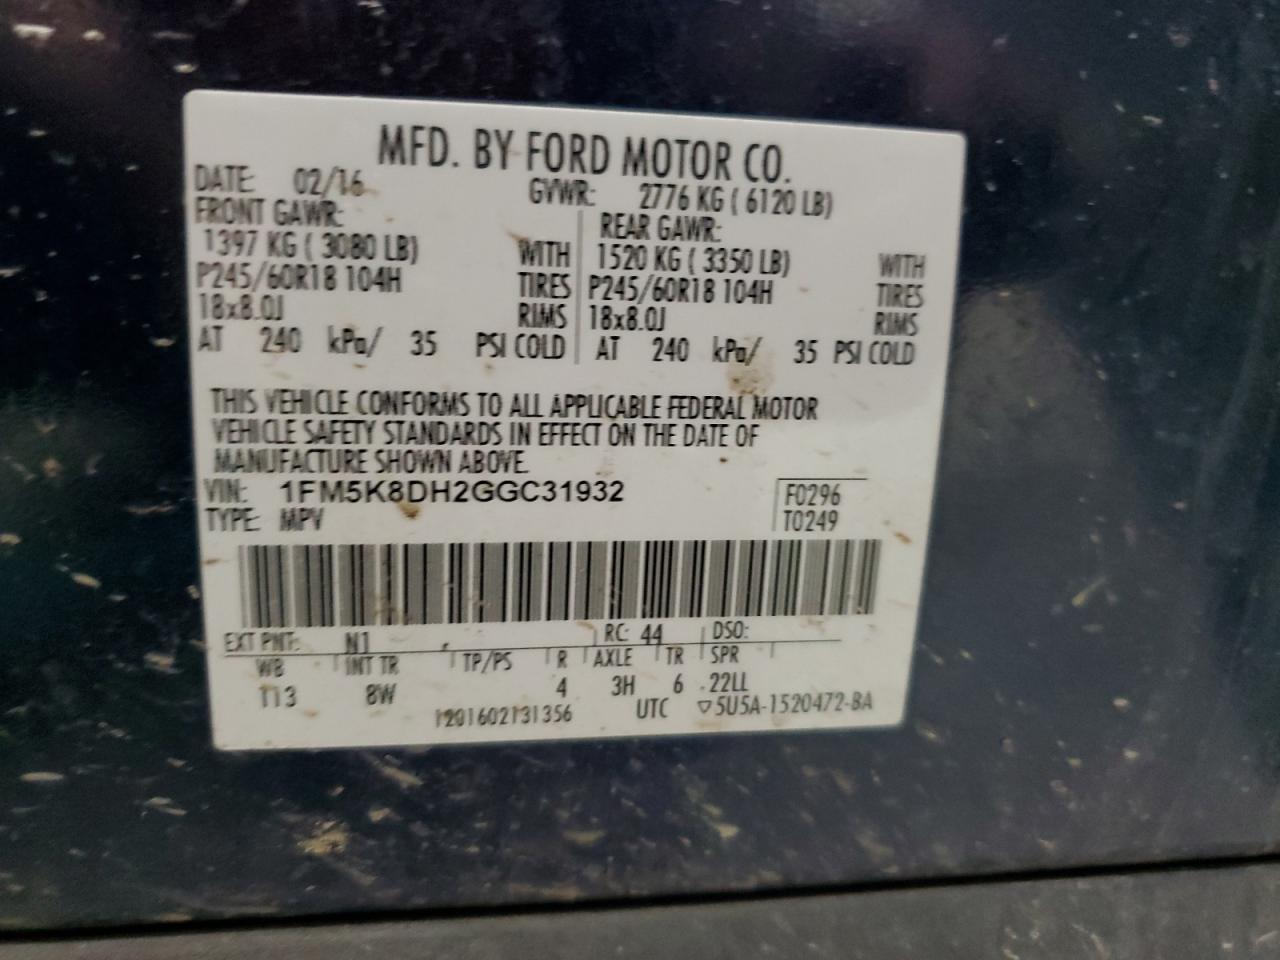 MFD. BY FORD MOTOR CO.
DATE: 02/16 GVWR: 2776 KG ( 6120 LB)
FRONT GAWR: REAR GAWR:
1397 KG ( 3080 LB) WITH 1520 KG ( 3350 LB) WITH
P245/60R18 104H TIRES P245/60R18 104H TIRES
18x8.0J RIMS 18x8.0J RIMS
AT 240 kPa/ 35 PSI COLD AT 240 kPa/ 35 PSI COLD
THIS VEHICLE CONFORMS TO ALL APPLICABLE FEDERAL MOTOR
VEHICLE SAFETY STANDARDS IN EFFECT ON THE DATE OF
MANUFACTURE SHOWN ABOVE.
VIN: 1FM5K8DH2GGC31932 F0296
TYPE: MPV T0249
EXT PNT: N1 RC: 44 DSO:
WB INT TR TP/PS R AXLE TR SPR
113 8W 4 3H 6 22LL
1201602131356 UTC ▽5U5A-1520472-BA